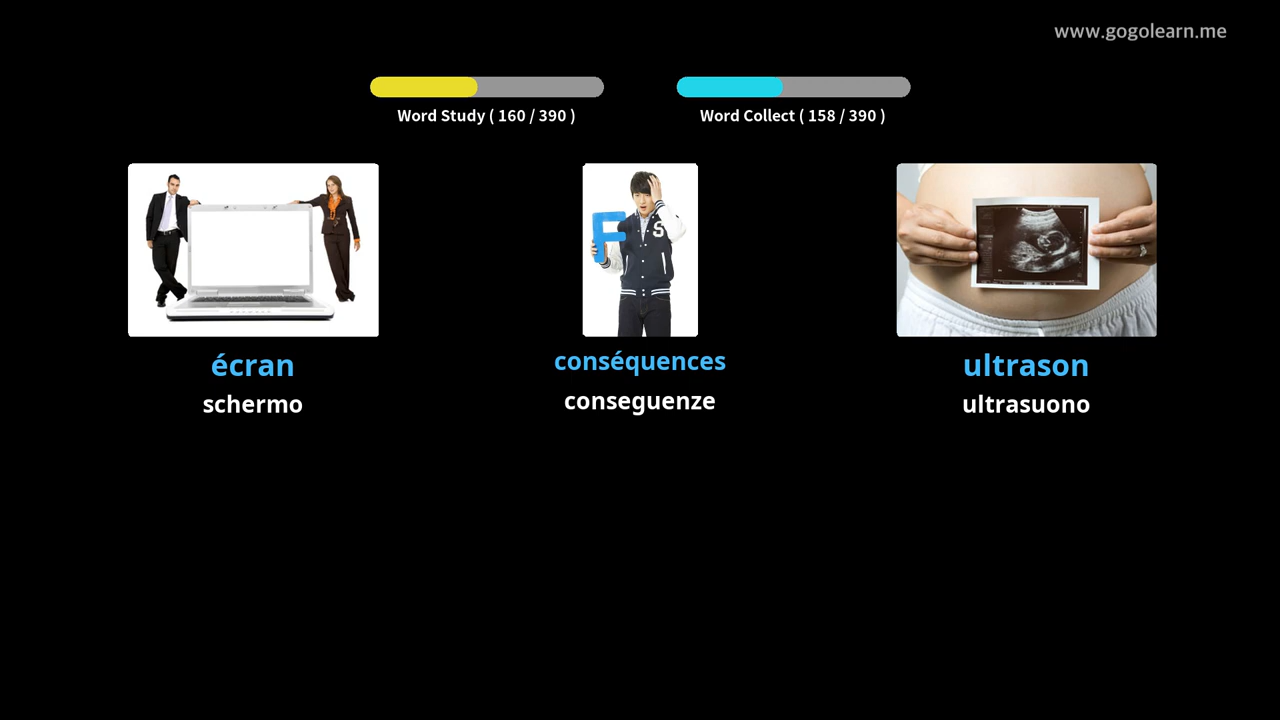 www.gogolearn.me
Word Study ( 160 / 390 )
Word Collect ( 158 / 390 )
F
S
écran
schermo
conséquences
conseguenze
ultrason
ultrasuono